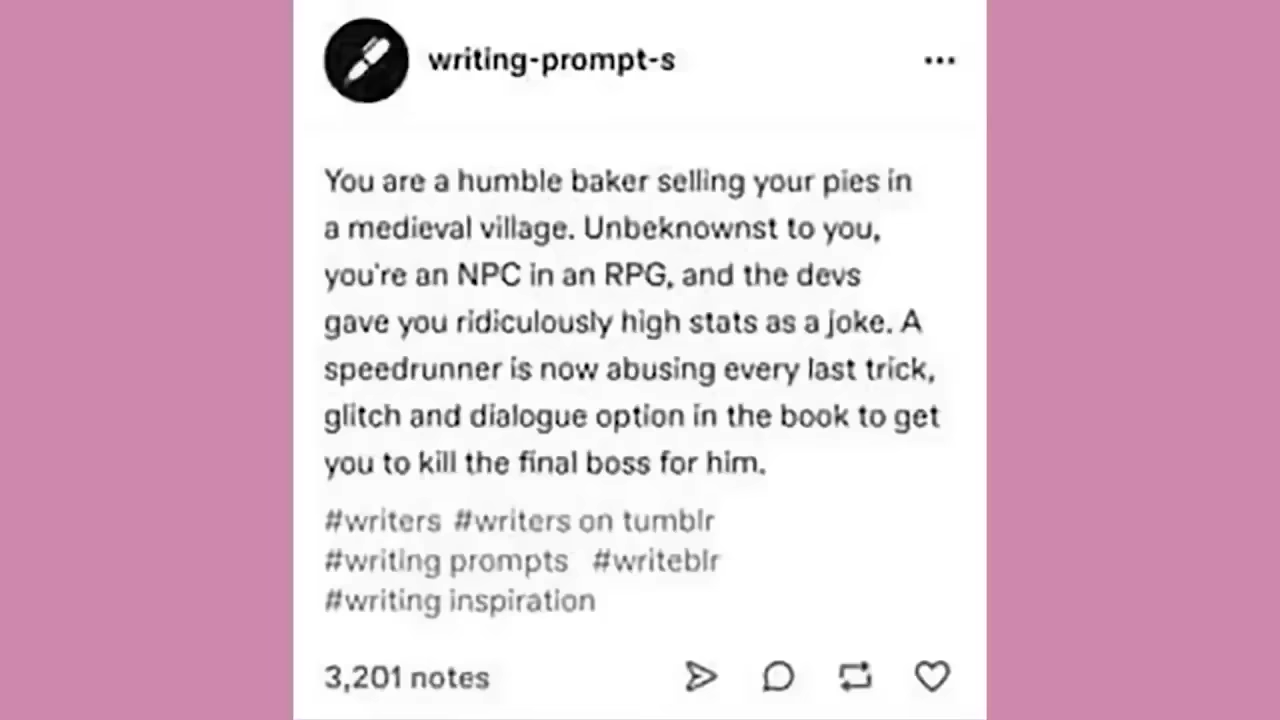 writing-prompt-s
You are a humble baker selling your pies in
a medieval village. Unbeknownst to you,
you're an NPC in an RPG, and the devs
gave you ridiculously high stats as a joke. A
speedrunner is now abusing every last trick,
glitch and dialogue option in the book to get
you to kill the final boss for him.
#writers #writers on tumblr
#writing prompts #writeblr
#writing inspiration
3,201 notes